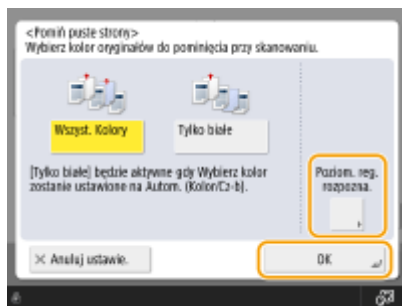 <Pomiń puste strony>
Wybierz kolor oryginałów do pominięcia przy skanowaniu.
Wszyst. Kolory
Tylko białe
[Tylko białe] będzie aktywne gdy Wybierz kolor
zostanie ustawione na Autom. (Kolor/Cz-b).
Poziom. reg.
rozpozna.
× Anuluj ustawie.
OK